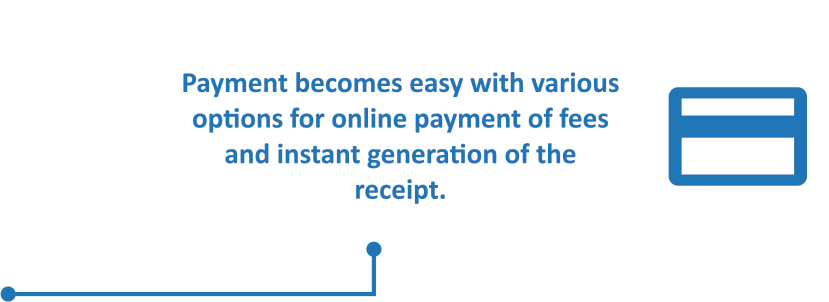 Payment becomes easy with various
options for online payment of fees
and instant generation of the
receipt.